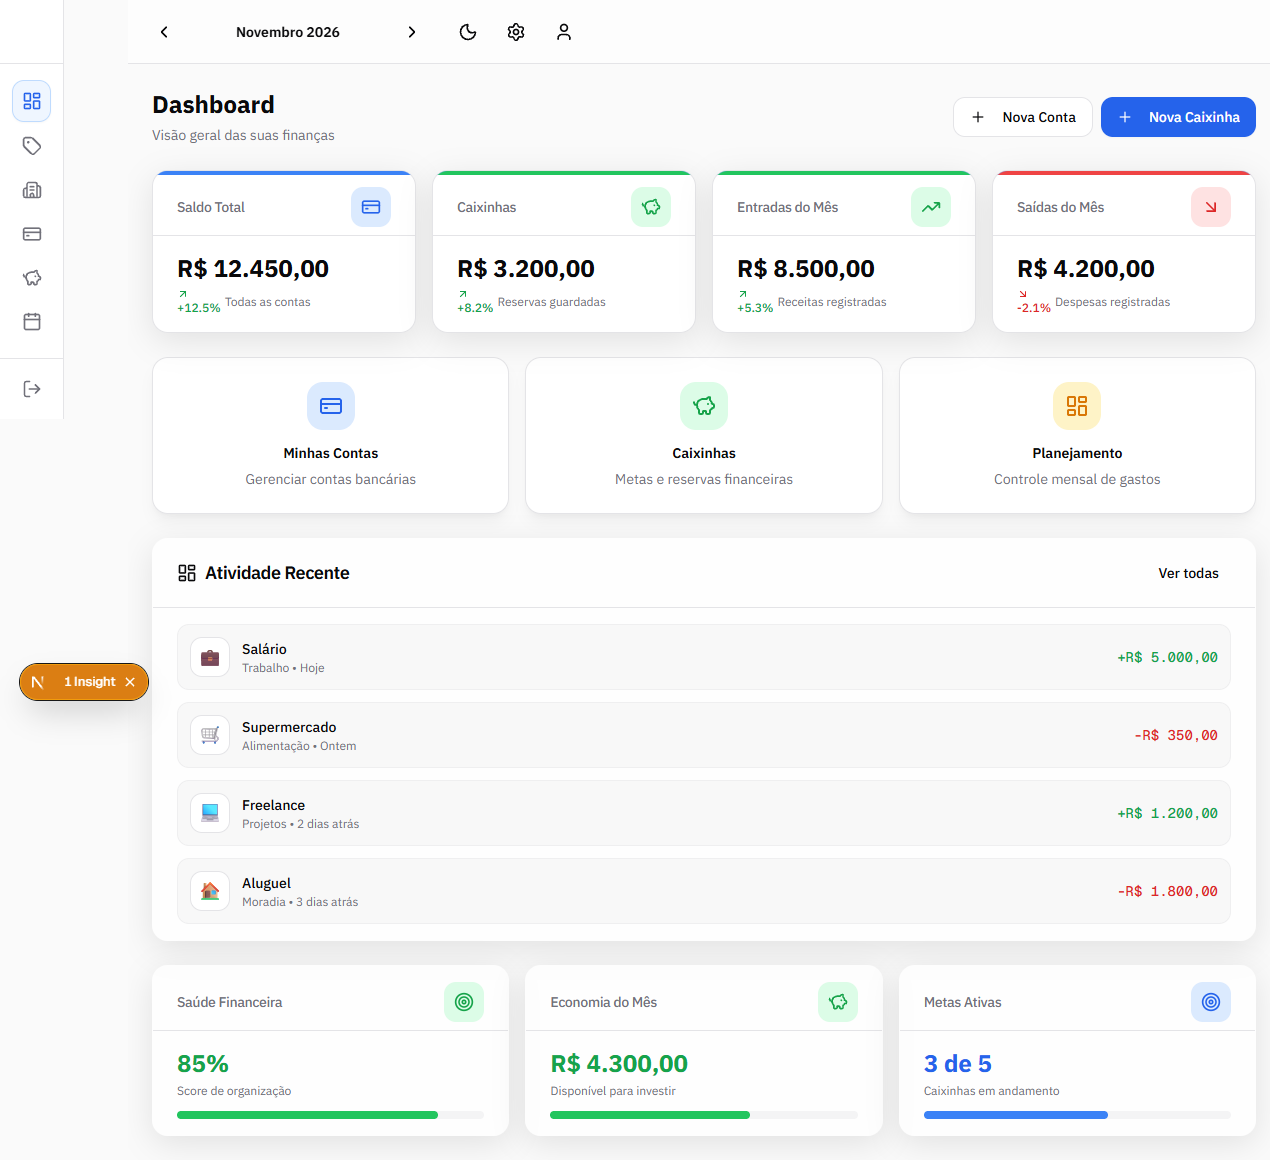 Novembro 2026
Dashboard
Visão geral das suas finanças
Nova Conta
Nova Caixinha
Saldo Total
R$ 12.450,00
+12.5% Todas as contas
Caixinhas
R$ 3.200,00
+8.2% Reservas guardadas
Entradas do Mês
R$ 8.500,00
+5.3% Receitas registradas
Saídas do Mês
R$ 4.200,00
-2.1% Despesas registradas
Minhas Contas
Gerenciar contas bancárias
Caixinhas
Metas e reservas financeiras
Planejamento
Controle mensal de gastos
Atividade Recente
Ver todas
Salário
Trabalho • Hoje
+R$ 5.000,00
N 1 Insight
Supermercado
Alimentação • Ontem
-R$ 350,00
Freelance
Projetos • 2 dias atrás
+R$ 1.200,00
Aluguel
Moradia • 3 dias atrás
-R$ 1.800,00
Saúde Financeira
85%
Score de organização
Economia do Mês
R$ 4.300,00
Disponível para investir
Metas Ativas
3 de 5
Caixinhas em andamento